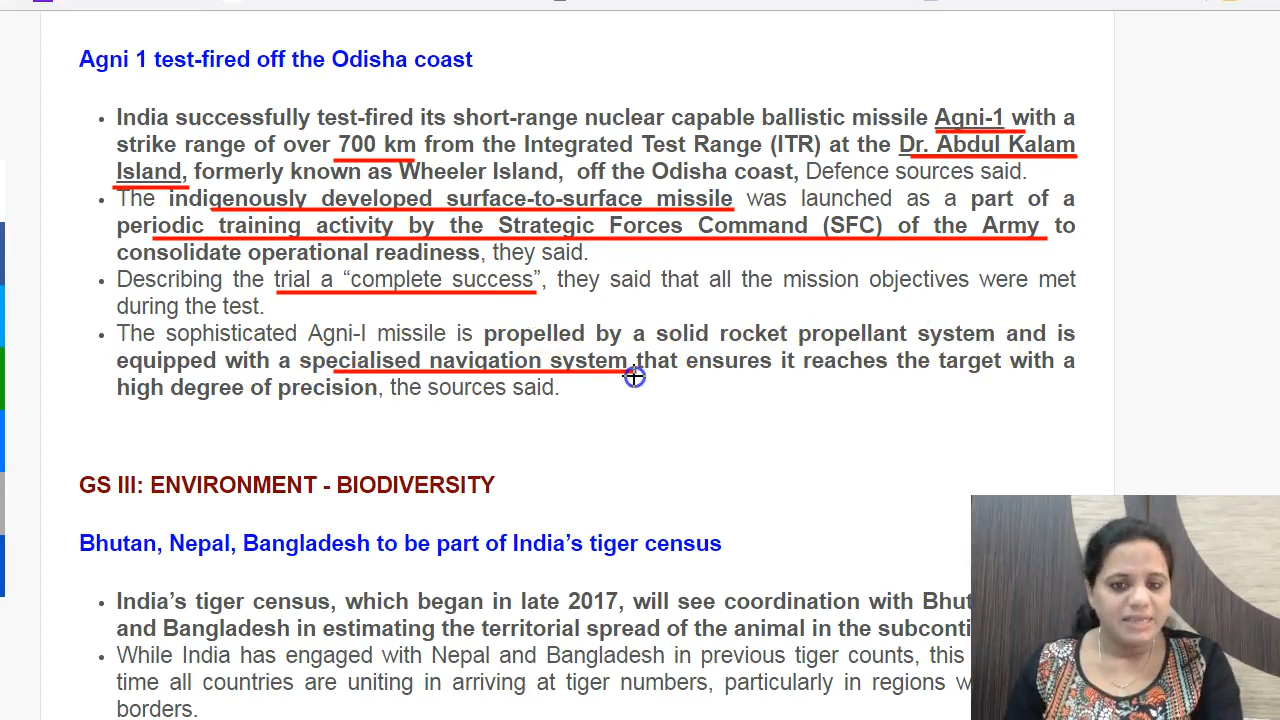 Agni 1 test-fired off the Odisha coast
• India successfully test-fired its short-range nuclear capable ballistic missile Agni-1 with a
strike range of over 700 km from the Integrated Test Range (ITR) at the Dr. Abdul Kalam
Island, formerly known as Wheeler Island, off the Odisha coast, Defence sources said.
• The indigenously developed surface-to-surface missile was launched as a part of a
periodic training activity by the Strategic Forces Command (SFC) of the Army to
consolidate operational readiness, they said.
• Describing the trial a “complete success”, they said that all the mission objectives were met
during the test.
• The sophisticated Agni-I missile is propelled by a solid rocket propellant system and is
equipped with a specialised navigation system that ensures it reaches the target with a
high degree of precision, the sources said.
GS III: ENVIRONMENT - BIODIVERSITY
Bhutan, Nepal, Bangladesh to be part of India’s tiger census
• India’s tiger census, which began in late 2017, will see coordination with
and Bangladesh in estimating the territorial spread of the animal in the
• While India has engaged with Nepal and Bangladesh in previous tiger counts, this
time all countries are uniting in arriving at tiger numbers, particularly in regions
borders.